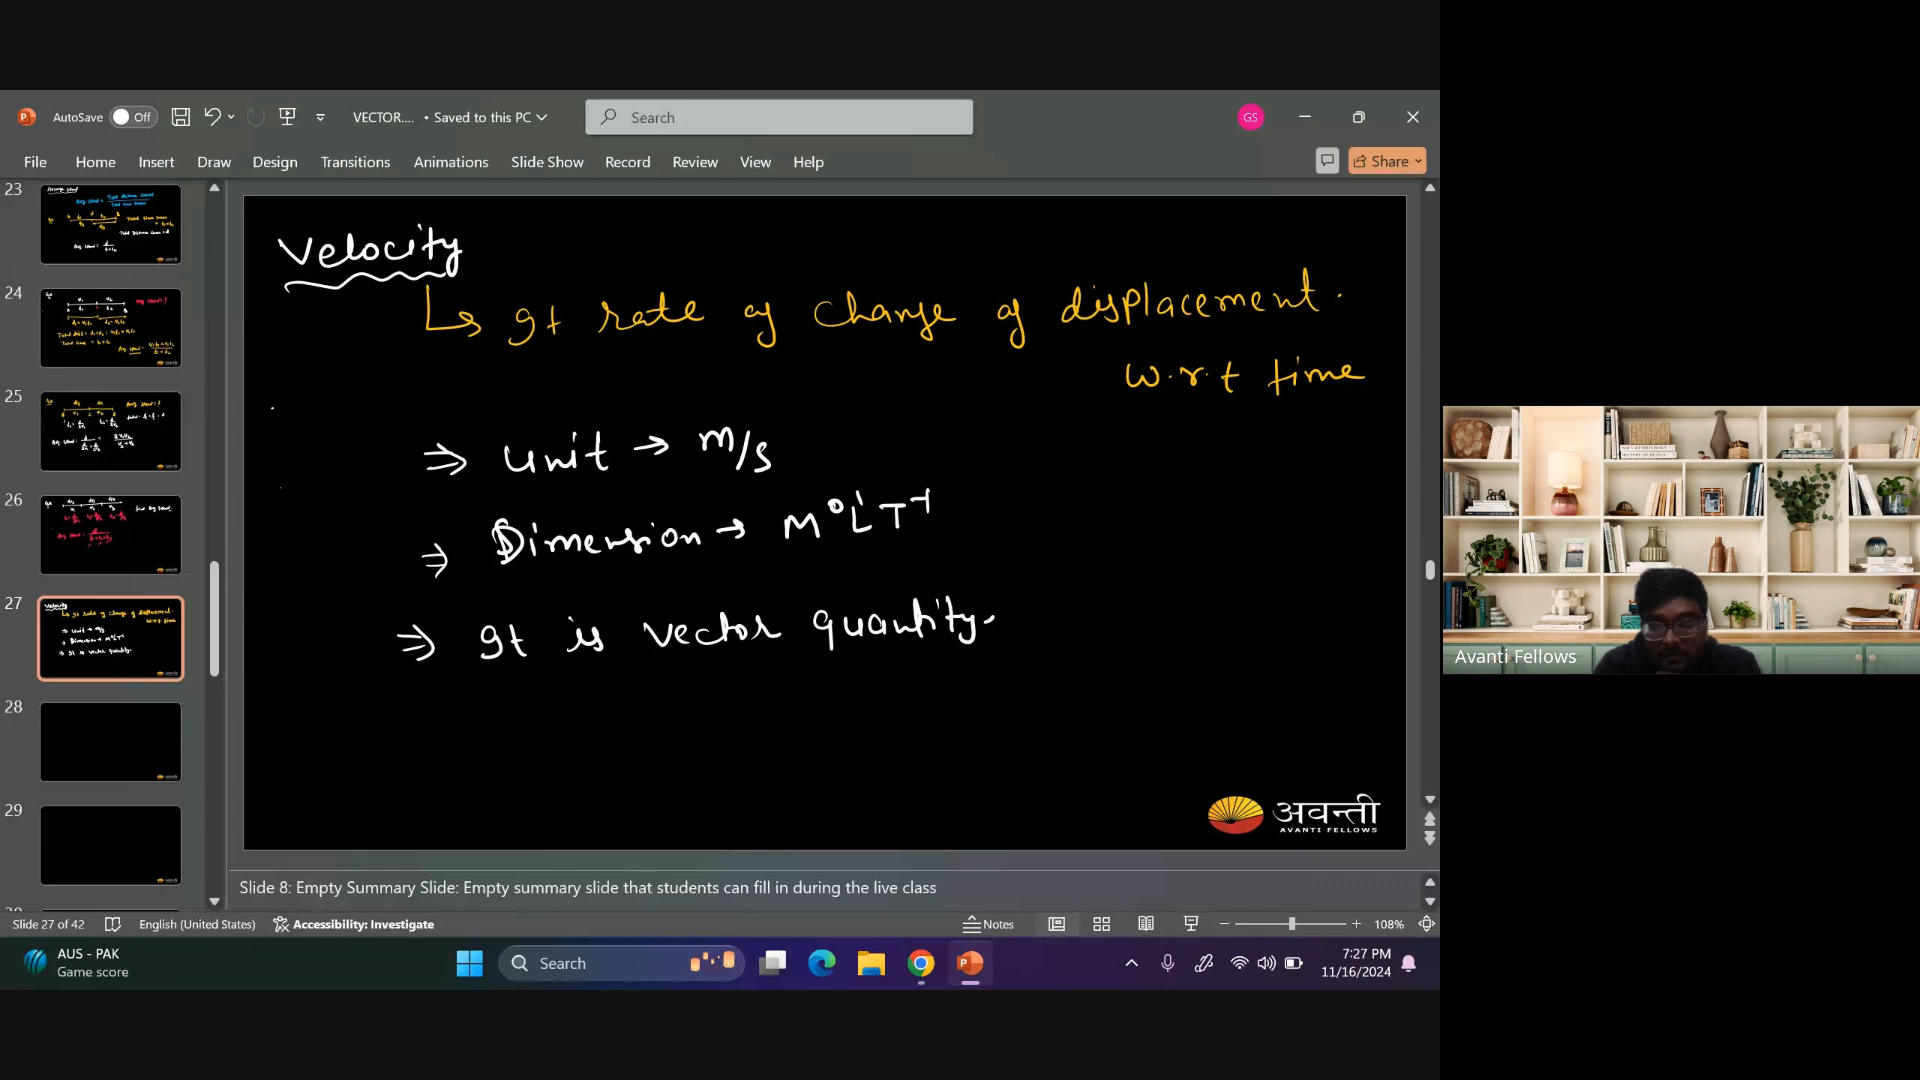 AutoSave Off VECTOR.... • Saved to this PC Search GS
File Home Insert Draw Design Transitions Animations Slide Show Record Review View Help Share
23
24
25
26
27
28
29
Velocity
It rate of change of displacement.
w.r.t time
⇒ Unit → m/s
⇒ Dimension → M⁰L¹T⁻¹
⇒ It is vector quantity.
अवन्ती
AVANTI FELLOWS
Avanti Fellows
Slide 8: Empty Summary Slide: Empty summary slide that students can fill in during the live class
Slide 27 of 42 English (United States) Accessibility: Investigate Notes 108%
AUS - PAK
Game score
Search
7:27 PM
11/16/2024